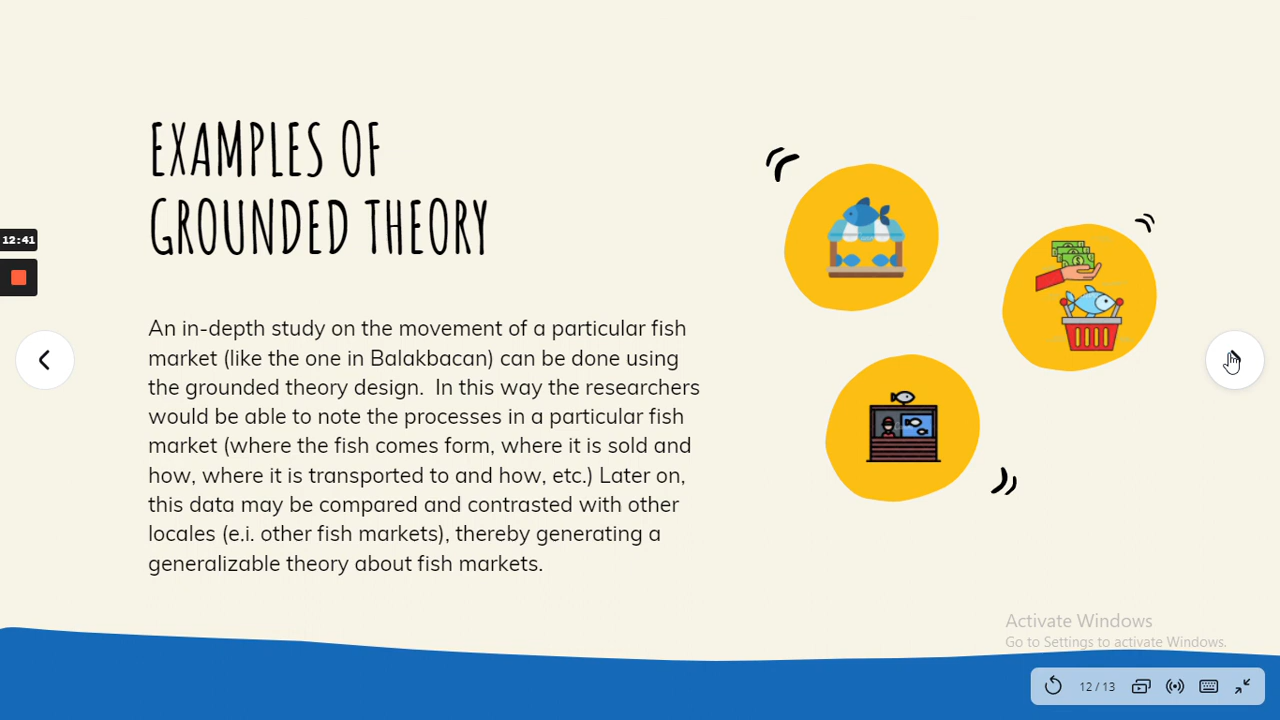 EXAMPLES OF
GROUNDED THEORY
12:41
An in-depth study on the movement of a particular fish
market (like the one in Balakbacan) can be done using
the grounded theory design.  In this way the researchers
would be able to note the processes in a particular fish
market (where the fish comes form, where it is sold and
how, where it is transported to and how, etc.) Later on,
this data may be compared and contrasted with other
locales (e.i. other fish markets), thereby generating a
generalizable theory about fish markets.
Activate Windows
Go to Settings to activate Windows.
12 / 13